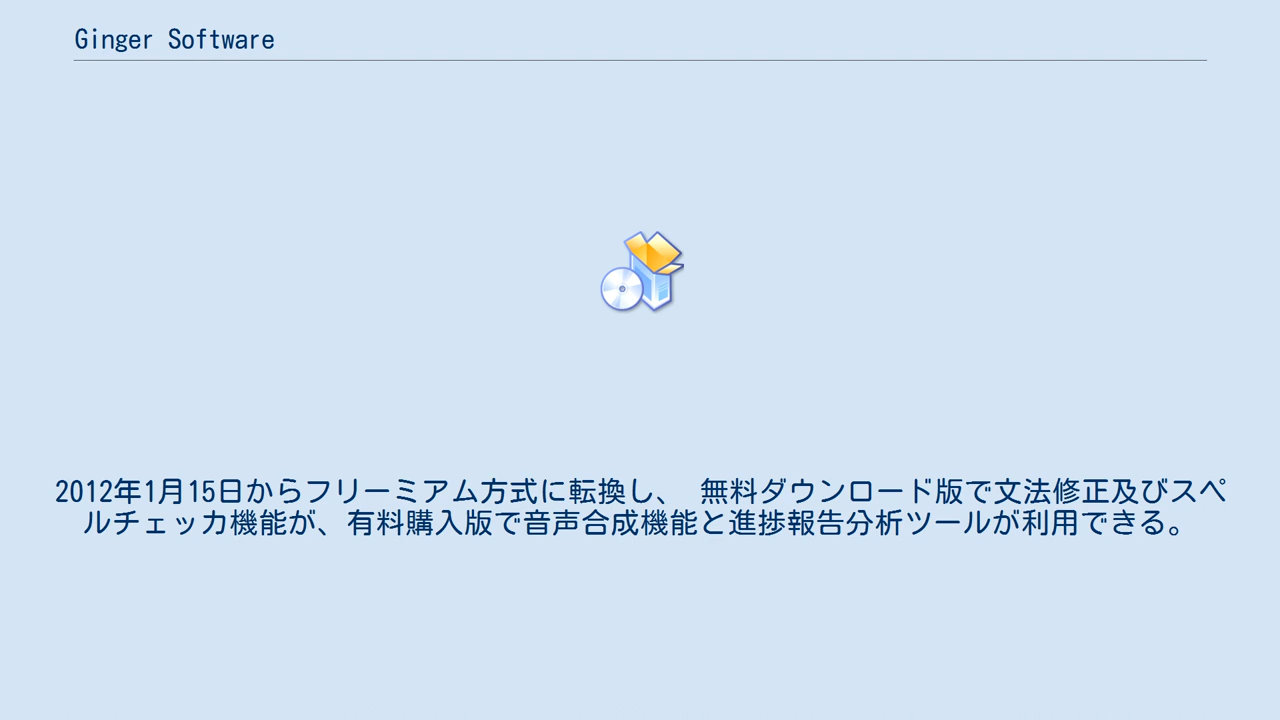 Ginger Software
2012年1月15日からフリーミアム方式に転換し、 無料ダウンロード版で文法修正及びスペ
ルチェッカ機能が、有料購入版で音声合成機能と進捗報告分析ツールが利用できる。